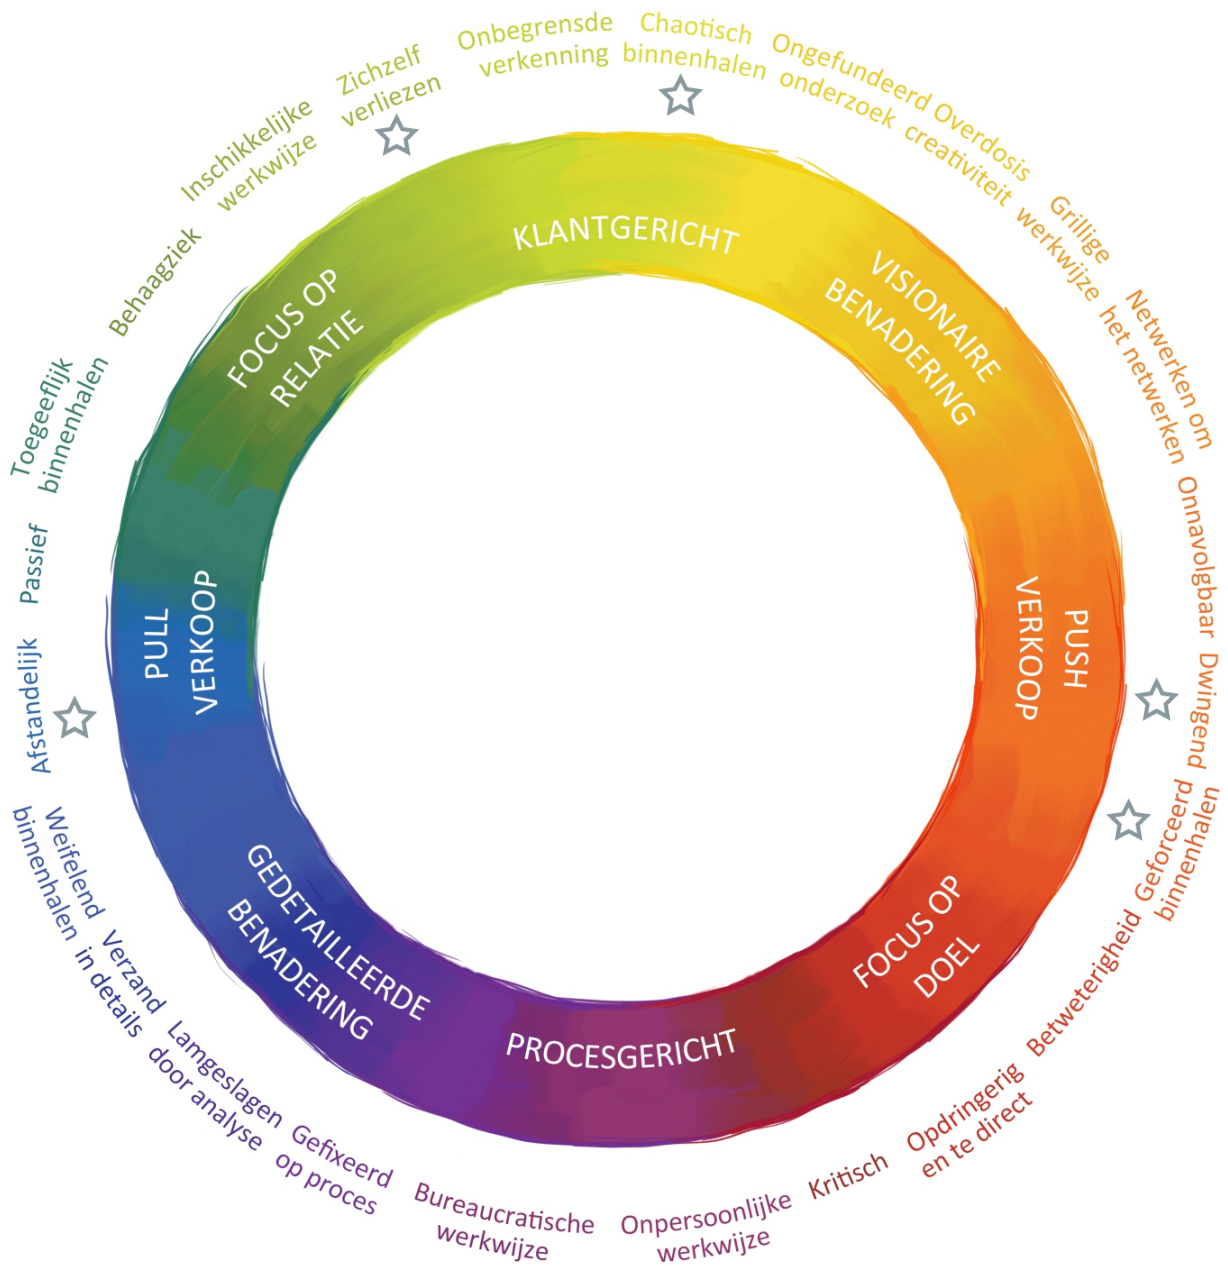 Chaotisch
binnenhalen
Ongefundeerd
onderzoek
Overdosis
creativiteit
Grillige
werkwijze
Netwerken om
het netwerken
Onnavolgbaar
Dwingend
Geforceerd
binnenhalen
Betweterigheid
Opdringerig
en te direct
Kritisch
Onpersoonlijke
werkwijze
Bureaucratische
werkwijze
Gefixeerd
op proces
Lamgeslagen
door analyse
Verzand
in details
Weifelend
binnenhalen
Afstandelijk
Passief
Toegeeflijk
binnenhalen
Behaagziek
Inschikkelijke
werkwijze
Zichzelf
verliezen
Onbegrensde
verkenning
KLANTGERICHT
VISIONAIRE
BENADERING
PUSH
VERKOOP
FOCUS OP
DOEL
PROCESGERICHT
GEDETAILLEERDE
BENADERING
PULL
VERKOOP
FOCUS OP
RELATIE